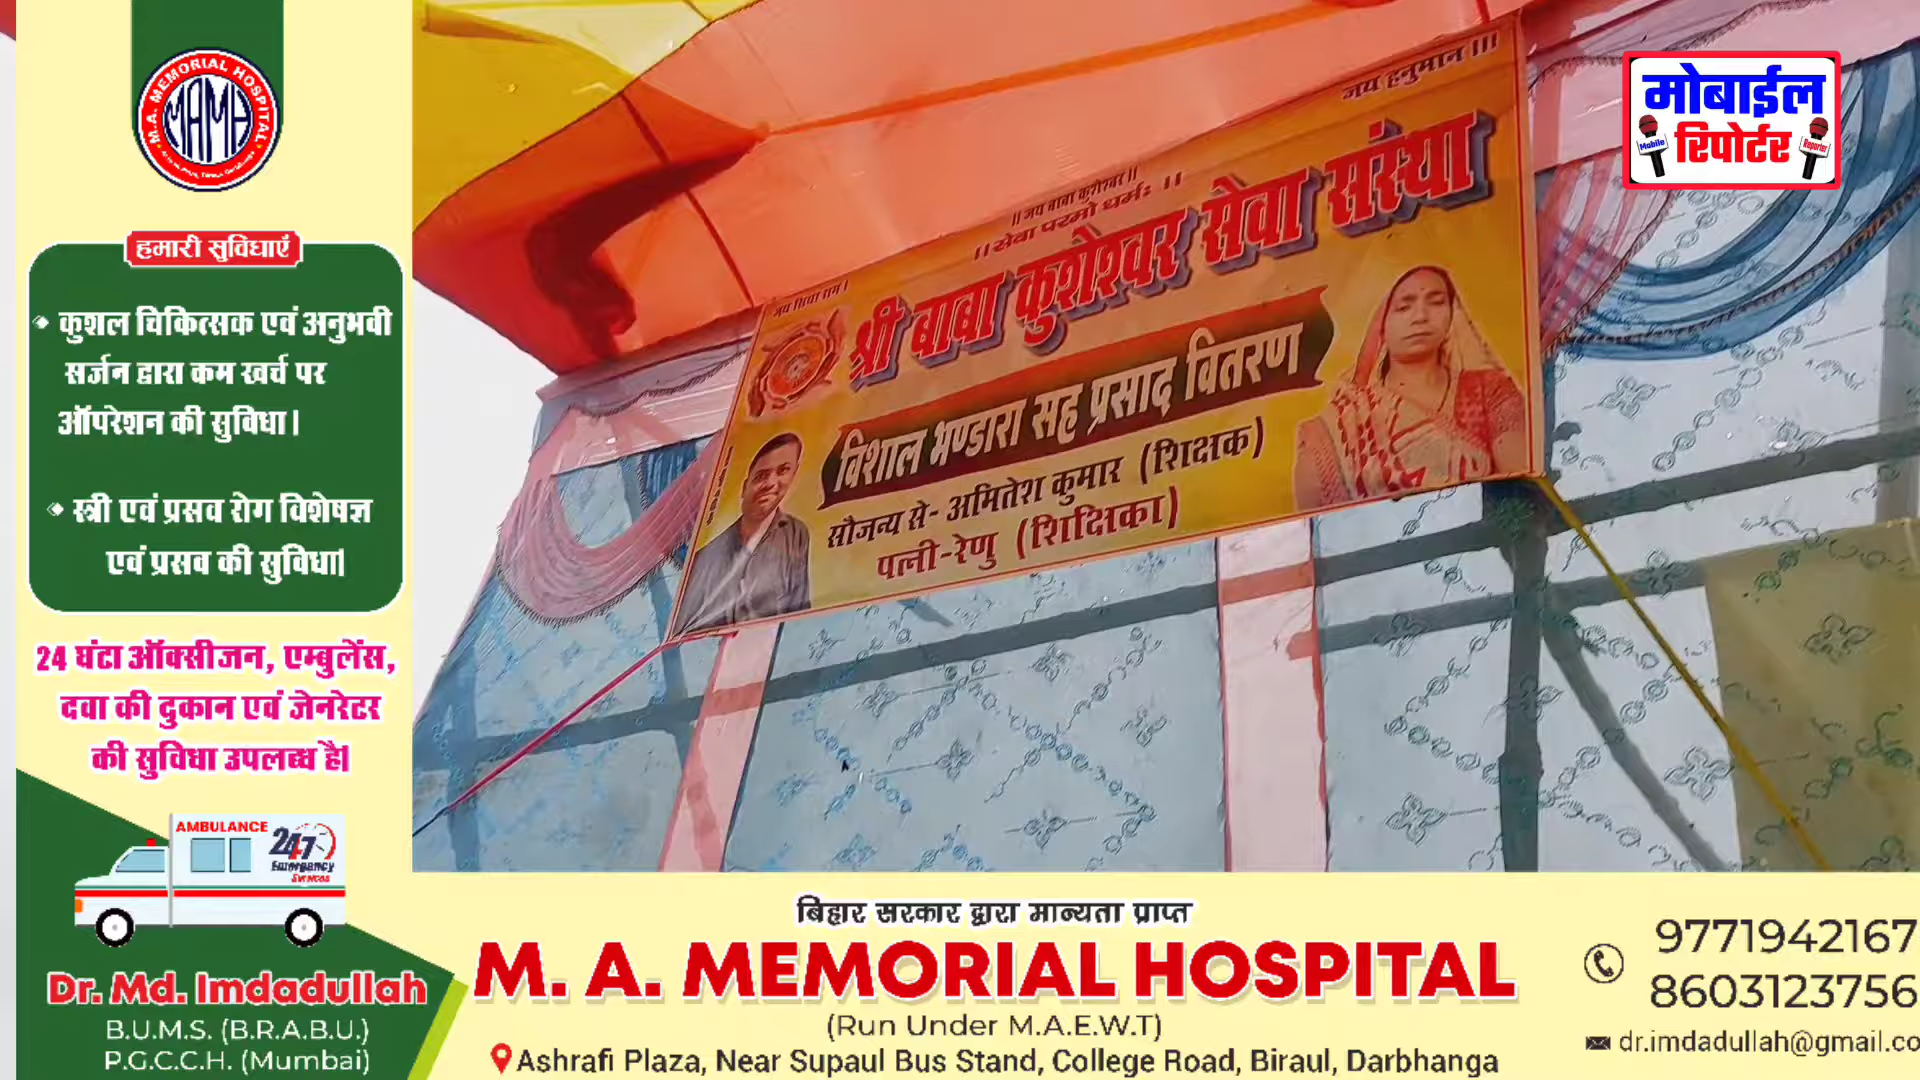 M.A. MEMORIAL HOSPITAL
MAMH
हमारी सुविधाएँ
कुशल चिकित्सक एवं अनुभवी
सर्जन द्वारा कम खर्च पर
ऑपरेशन की सुविधा।
स्त्री एवं प्रसव रोग विशेषज्ञ
एवं प्रसव की सुविधा।
24 घंटा ऑक्सीजन, एम्बुलेंस,
दवा की दुकान एवं जेनरेटर
की सुविधा उपलब्ध है।
AMBULANCE
24/7
Emergency
Services
Dr. Md. Imdadullah
B.U.M.S. (B.R.A.B.U.)
P.G.C.C.H. (Mumbai)
मोबाईल
रिपोर्टर
Mobile
Reporter
जय हनुमान ।।।
॥ जय बाबा कुशेश्वर ॥
।। सेवा परमो धर्मः ।।
जय सिया राम।
श्री बाबा कुशेश्वर सेवा संस्था
विशाल भण्डारा सह प्रसाद वितरण
सौजन्य से- अमितेश कुमार (शिक्षक)
पत्नी-रेणु (शिक्षिका)
बिहार सरकार द्वारा मान्यता प्राप्त
M. A. MEMORIAL HOSPITAL
(Run Under M.A.E.W.T)
Ashrafi Plaza, Near Supaul Bus Stand, College Road, Biraul, Darbhanga
9771942167
8603123756
dr.imdadullah@gmail.co